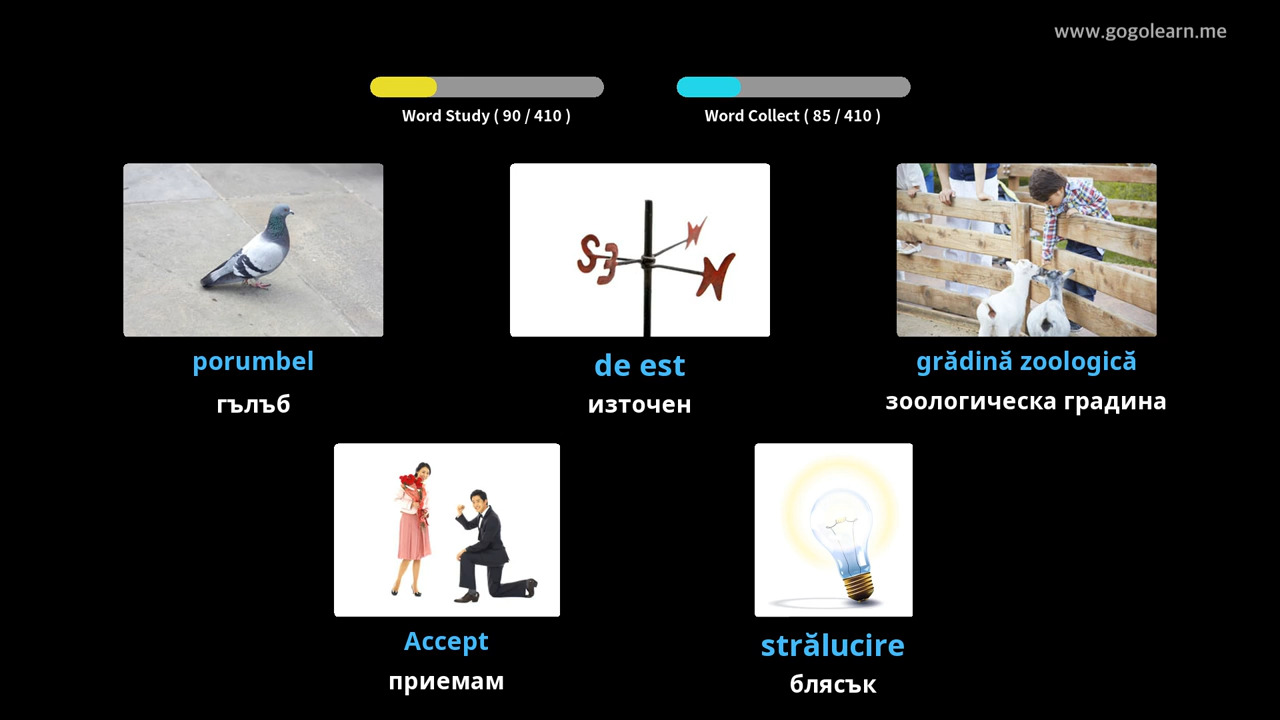 www.gogolearn.me
Word Study ( 90 / 410 )
Word Collect ( 85 / 410 )
S E N
porumbel
de est
grădină zoologică
гълъб
източен
зоологическа градина
Accept
strălucire
приемам
блясък